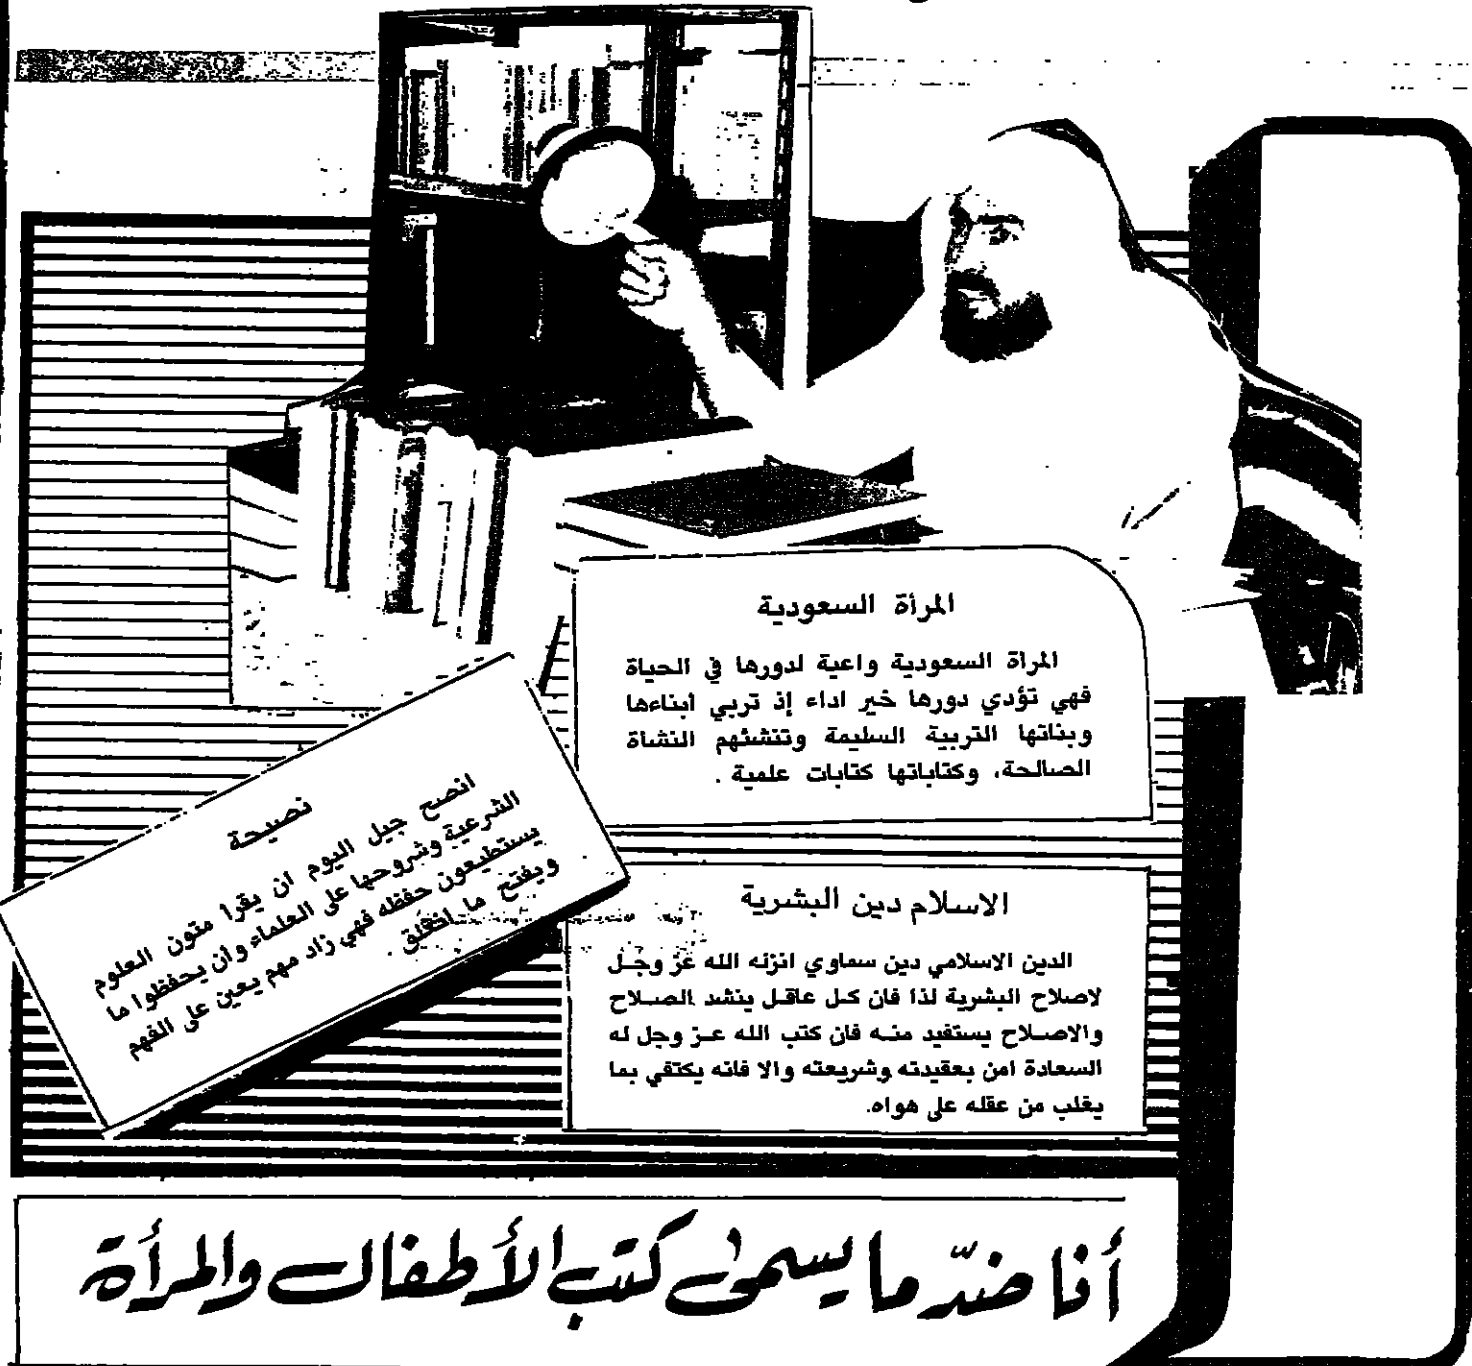 المرأة السعودية
المرأة السعودية واعية لدورها في الحياة
فهي تؤدي دورها خير اداء إذ تربي أبناءها
وبناتها التربية السليمة وتنشئهم النشأة
الصالحة، وكتاباتها كتابات علمية .
نصيحة
انصح جيل اليوم ان يقرأ متون العلوم
الشرعية وشروحها على العلماء وان يحفظوا ما
يستطيعون حفظه فهي زاد مهم يعين على الفهم
ويفتح ما انغلق .
الاسلام دين البشرية
الدين الاسلامي دين سماوي انزله الله عز وجل
لاصلاح البشرية لذا فان كل عاقل ينشد الصلاح
والاصلاح يستفيد منه فان كتب الله عز وجل له
السعادة امن بعقيدته وشريعته والا فانه يكتفي بما
يغلب من عقله على هواه.
أنا ضدّ ما يسمى كتب الأطفال والمرأة